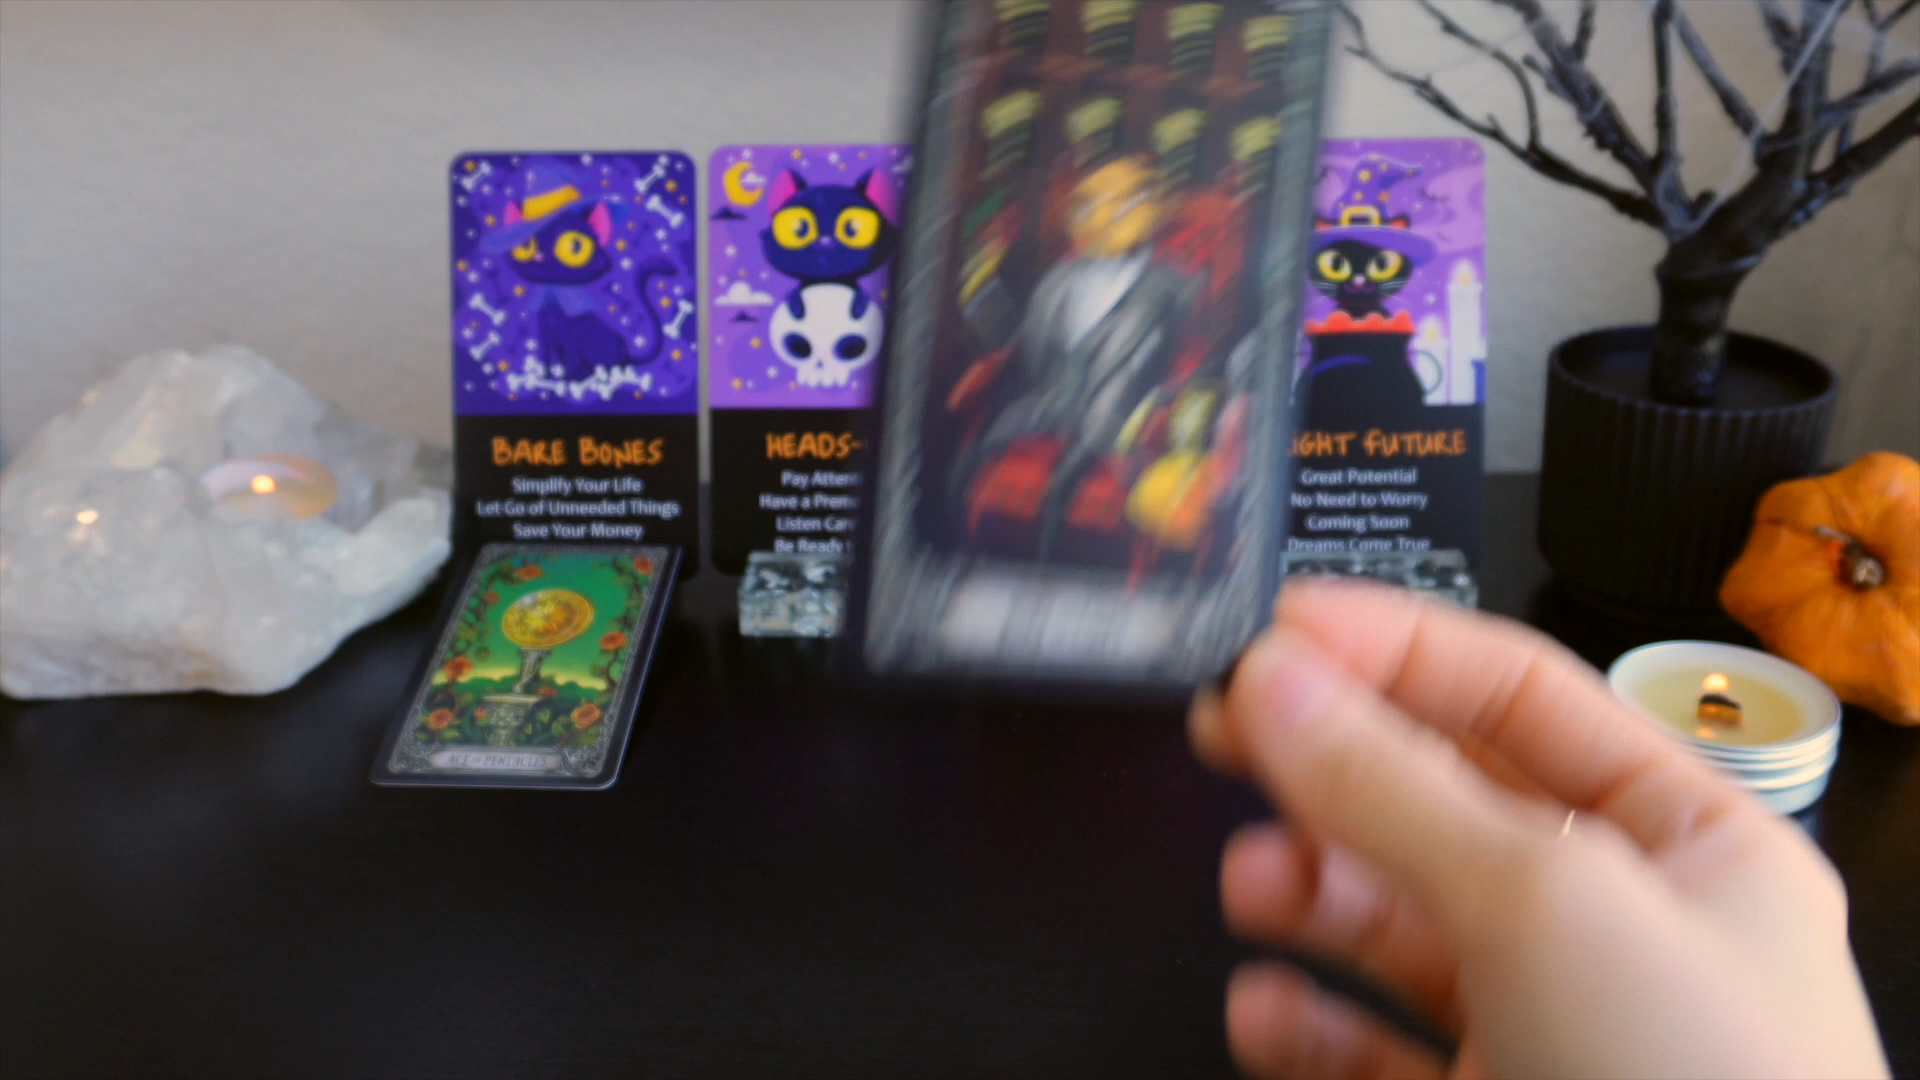 BARE BONES
Simplify Your Life
Let Go of Unneeded Things
Save Your Money
HEADS-
Pay Atten
Have a Prem
Listen Car
Be Ready
IGHT FUTURE
Great Potential
No Need to Worry
Coming Soon
Dreams Come True
ACE OF PENTACLES